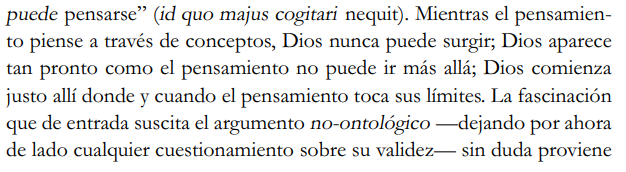 puede pensarse” (id quo majus cogitari nequit). Mientras el pensamien-
to piense a través de conceptos, Dios nunca puede surgir; Dios aparece
tan pronto como el pensamiento no puede ir más allá; Dios comienza
justo allí donde y cuando el pensamiento toca sus límites. La fascinación
que de entrada suscita el argumento no-ontológico —dejando por ahora
de lado cualquier cuestionamiento sobre su validez— sin duda proviene